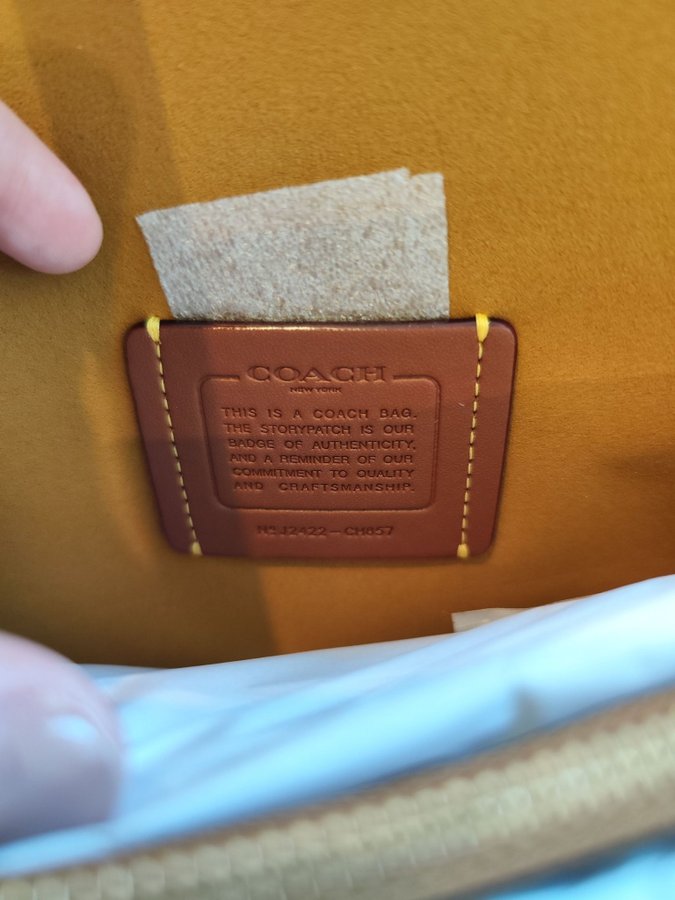 COACH
NEW YORK
THIS IS A COACH BAG.
THE STORYPATCH IS OUR
BADGE OF AUTHENTICITY,
AND A REMINDER OF OUR
COMMITMENT TO QUALITY
AND CRAFTSMANSHIP.
Nº J2422-CH857